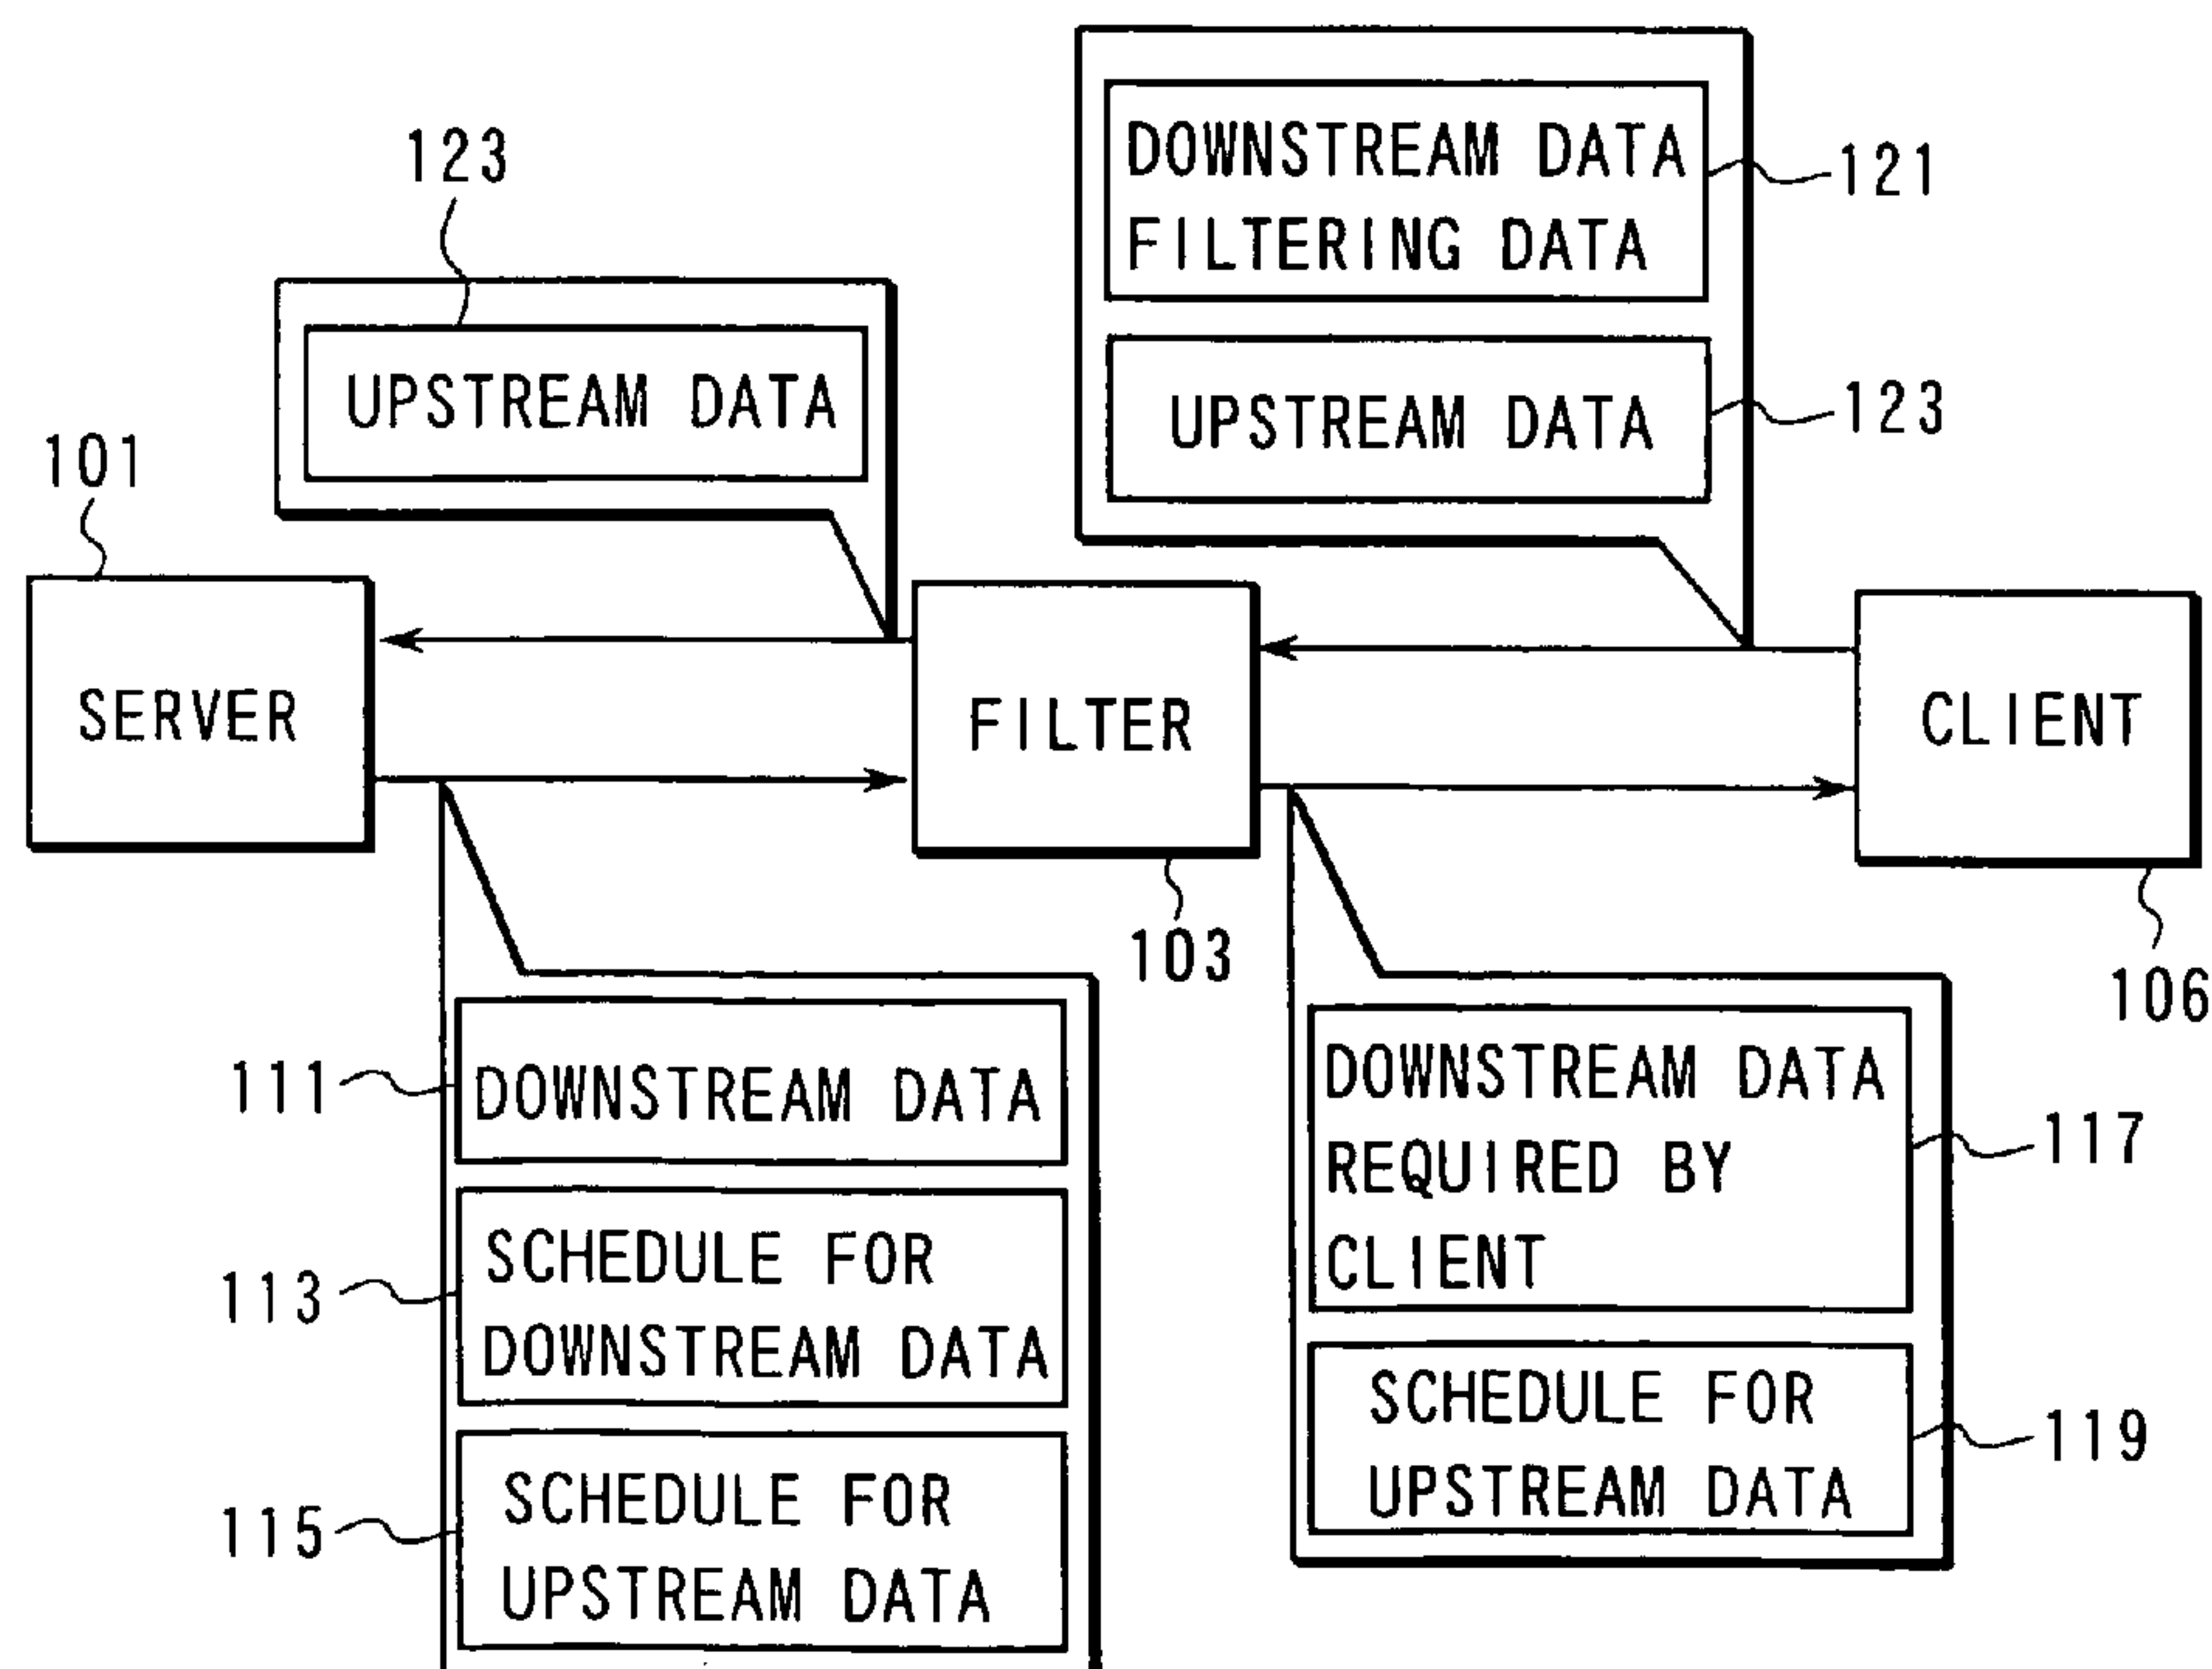 123
DOWNSTREAM DATA
FILTERING DATA
121
UPSTREAM DATA
UPSTREAM DATA
123
101
SERVER
FILTER
CLIENT
103
106
111
DOWNSTREAM DATA
113
SCHEDULE FOR
DOWNSTREAM DATA
115
SCHEDULE FOR
UPSTREAM DATA
DOWNSTREAM DATA
REQUIRED BY
CLIENT
117
SCHEDULE FOR
UPSTREAM DATA
119